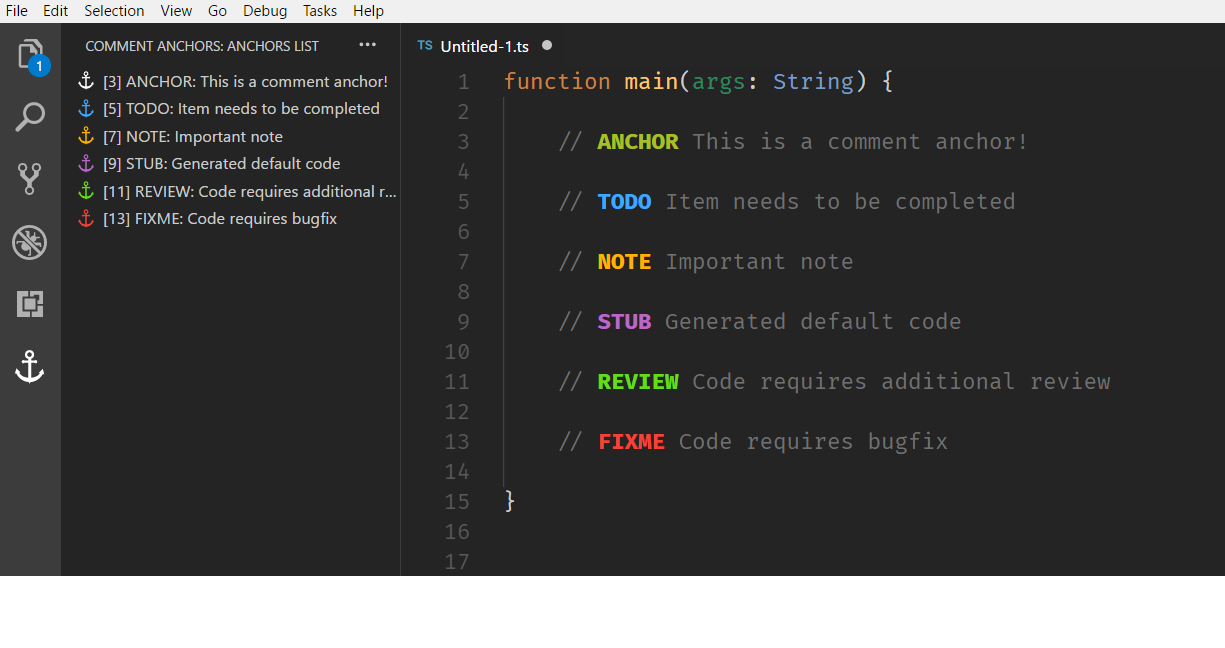 File Edit Selection View Go Debug Tasks Help
1
COMMENT ANCHORS: ANCHORS LIST ...
[3] ANCHOR: This is a comment anchor!
[5] TODO: Item needs to be completed
[7] NOTE: Important note
[9] STUB: Generated default code
[11] REVIEW: Code requires additional r...
[13] FIXME: Code requires bugfix
TS Untitled-1.ts
1 function main(args: String) {
2
3 // ANCHOR This is a comment anchor!
4
5 // TODO Item needs to be completed
6
7 // NOTE Important note
8
9 // STUB Generated default code
10
11 // REVIEW Code requires additional review
12
13 // FIXME Code requires bugfix
14
15 }
16
17